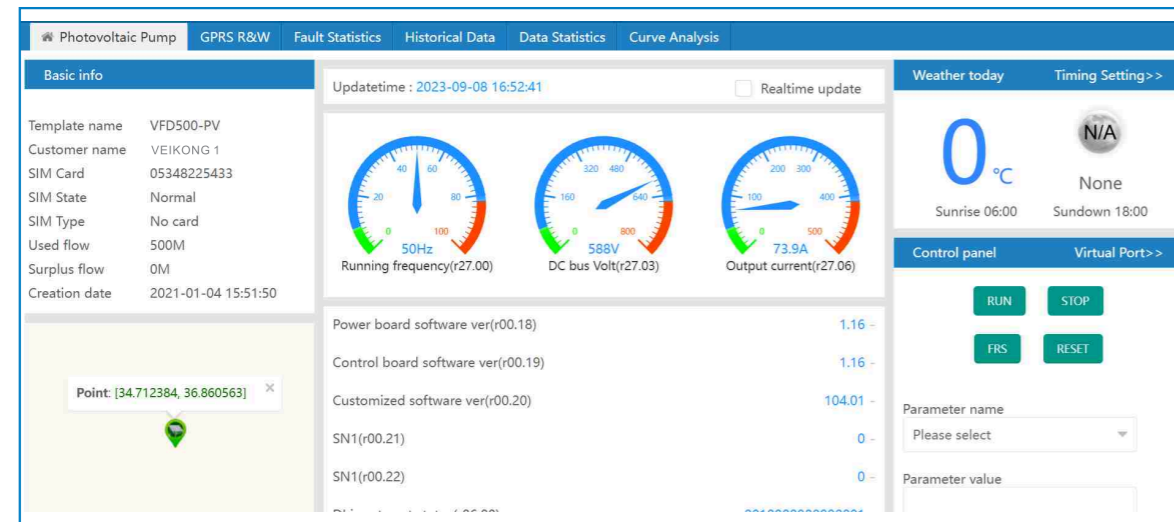 Photovoltaic Pump GPRS R&W Fault Statistics Historical Data Data Statistics Curve Analysis
Basic info
Template name VFD500-PV
Customer name VEIKONG 1
SIM Card 05348225433
SIM State Normal
SIM Type No card
Used flow 500M
Surplus flow 0M
Creation date 2021-01-04 15:51:50
Point: [34.712384, 36.860563] ×
Updatetime : 2023-09-08 16:52:41 Realtime update
0 20 40 60 80 100
50Hz
Running frequency(r27.00)
0 160 320 480 640 800
588V
DC bus Volt(r27.03)
0 100 200 300 400 500
73.9A
Output current(r27.06)
Power board software ver(r00.18) 1.16 -
Control board software ver(r00.19) 1.16 -
Customized software ver(r00.20) 104.01 -
SN1(r00.21) 0 -
SN1(r00.22) 0 -
Weather today Timing Setting>>
0 °C N/A
None
Sunrise 06:00 Sundown 18:00
Control panel Virtual Port>>
RUN STOP
FRS RESET
Parameter name
Please select
Parameter value